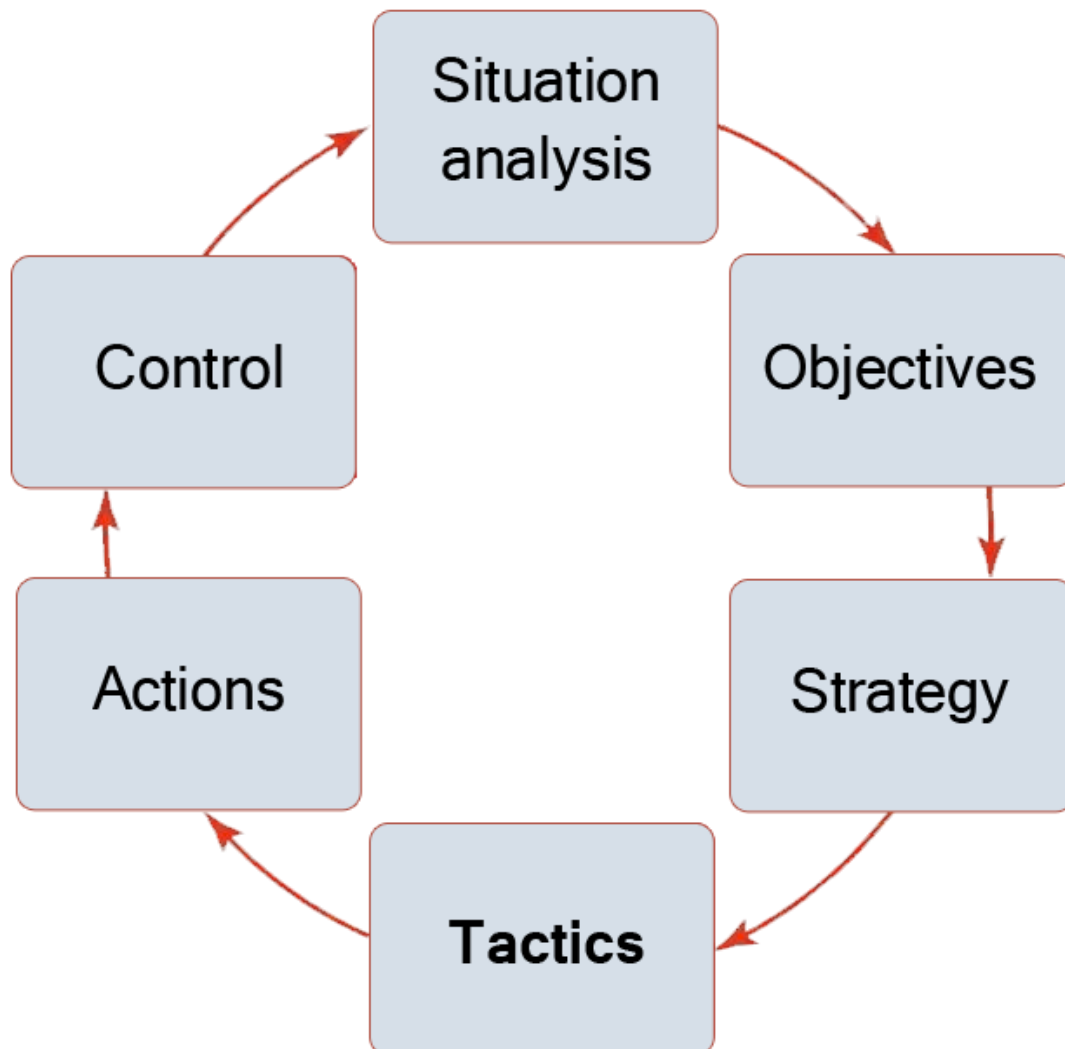 Situation
analysis
Objectives
Strategy
Tactics
Actions
Control